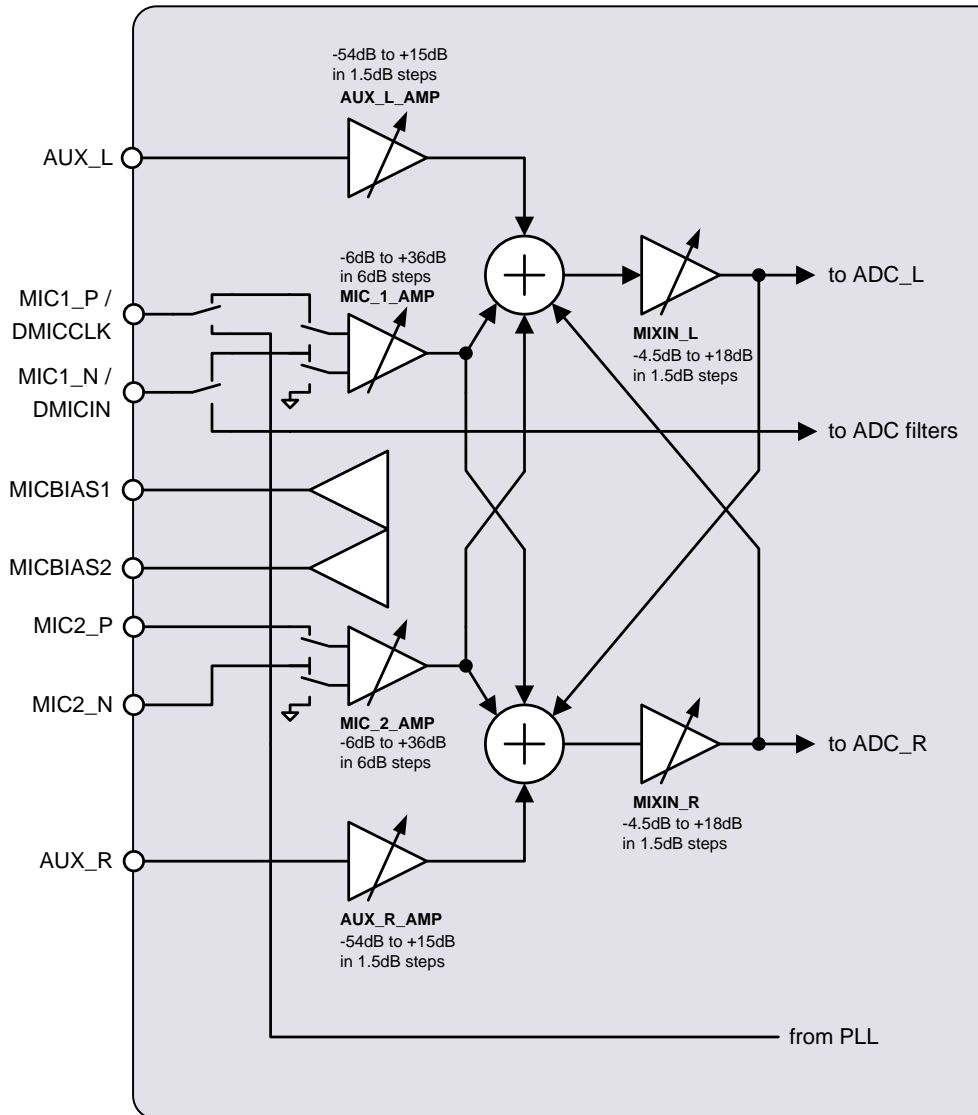 -54dB to +15dB
in 1.5dB steps
AUX_L_AMP
AUX_L
-6dB to +36dB
in 6dB steps
MIC_1_AMP
MIC1_P /
DMICCLK
MIC1_N /
DMICIN
to ADC_L
MIXIN_L
-4.5dB to +18dB
in 1.5dB steps
to ADC filters
MICBIAS1
MICBIAS2
MIC2_P
MIC2_N
MIC_2_AMP
-6dB to +36dB
in 6dB steps
to ADC_R
MIXIN_R
-4.5dB to +18dB
in 1.5dB steps
AUX_R
AUX_R_AMP
-54dB to +15dB
in 1.5dB steps
from PLL